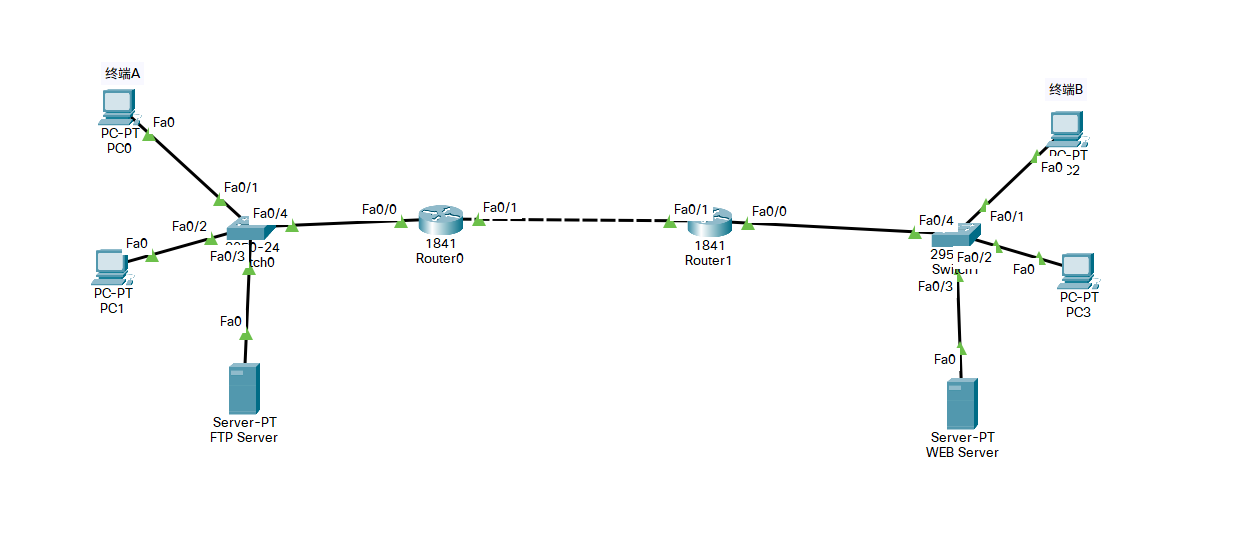 终端A
Fa0
PC-PT
PC0
Fa0/1
Fa0/4
Fa0/2
Fa0/3
Fa0
PC-PT
PC1
Fa0
Server-PT
FTP Server
Fa0/0
Fa0/1
1841
Router0
Fa0/1
Fa0/0
1841
Router1
终端B
PC-PT
Fa0
Fa0/4
Fa0/1
Fa0/2
Fa0/3
Fa0
PC-PT
PC3
Fa0
Server-PT
WEB Server